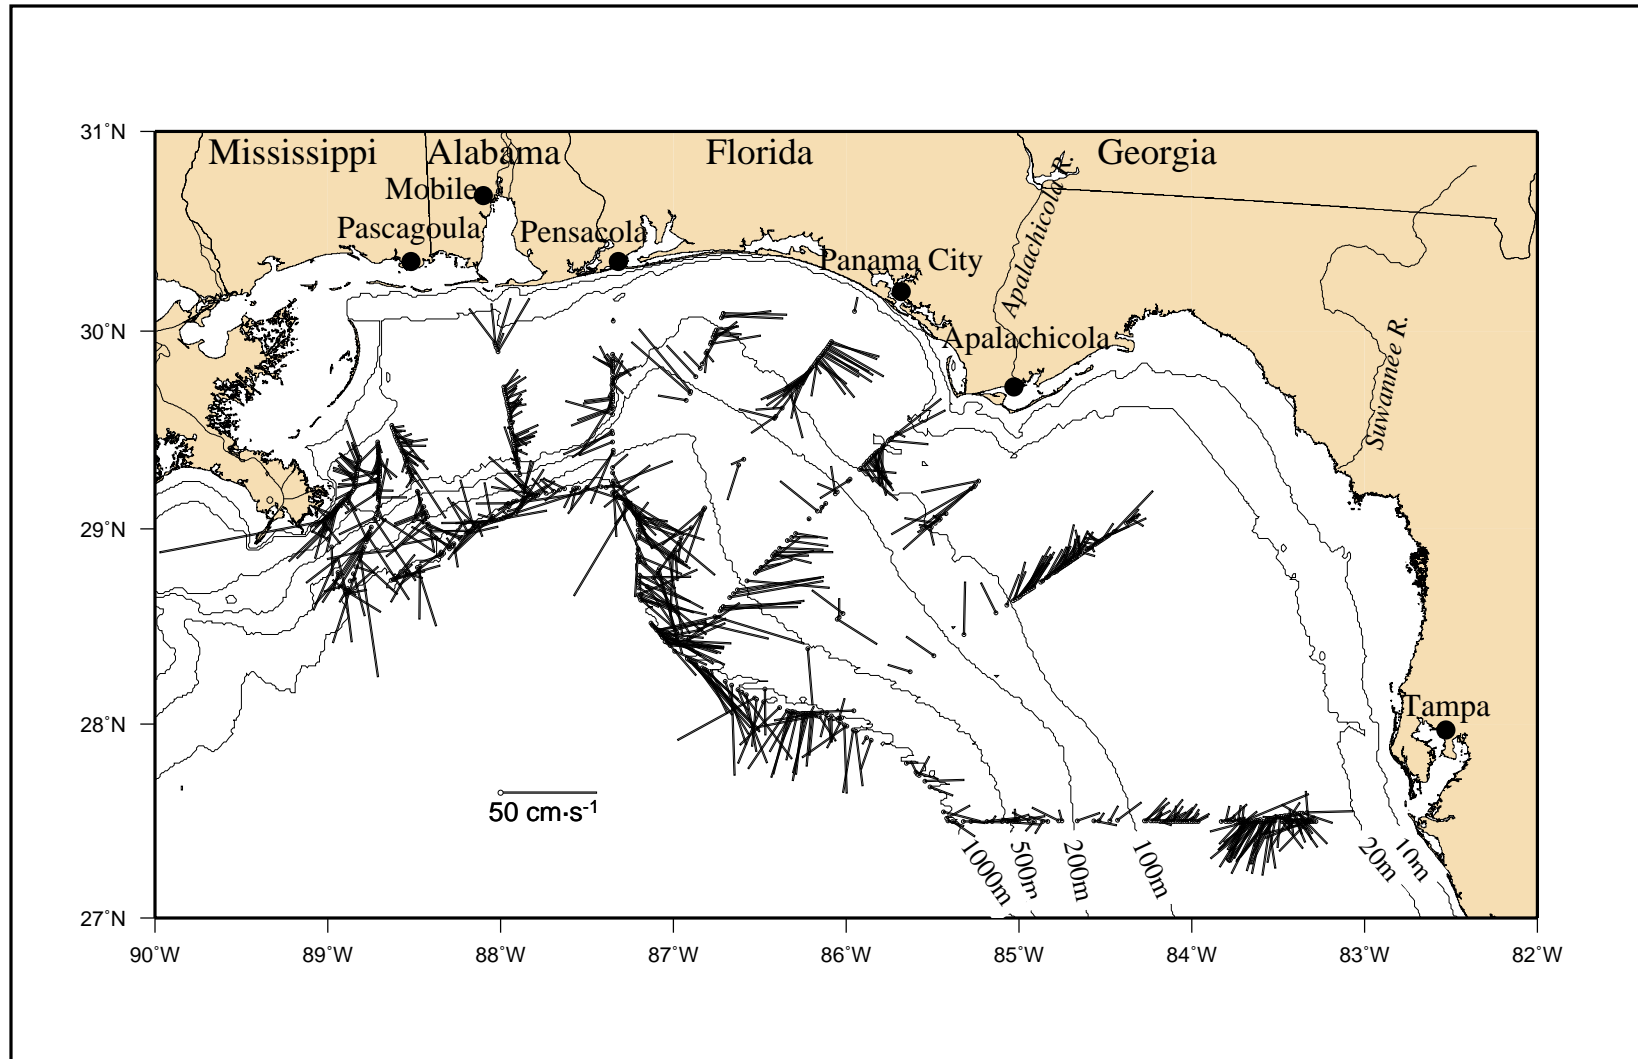 31°N
Mississippi Alabama Florida Georgia
Mobile
Apalachicola R.
Pascagoula Pensacola
Panama City
30°N
Apalachicola
Suwannee R.
29°N
28°N
Tampa
50 cm·s⁻¹
1000m 500m 200m 100m 20m 10m
27°N
90°W 89°W 88°W 87°W 86°W 85°W 84°W 83°W 82°W